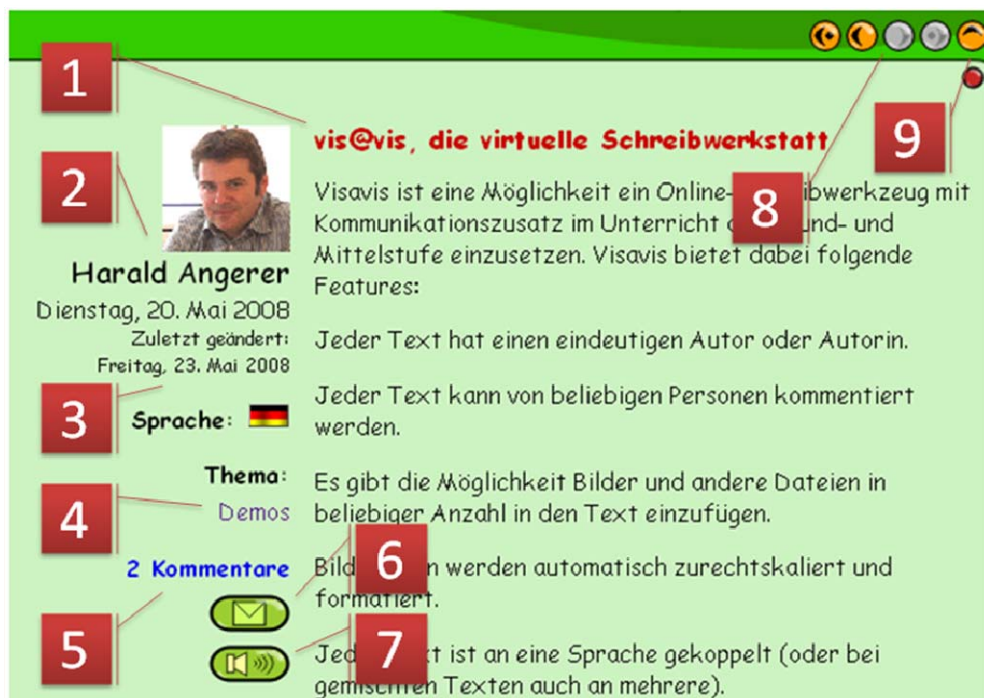 1
2
3
4
5
6
7
8
9
Harald Angerer
Dienstag, 20. Mai 2008
Zuletzt geändert:
Freitag, 23. Mai 2008
Sprache:
Thema:
Demos
2 Kommentare
vis@vis, die virtuelle Schreibwerkstatt
Visavis ist eine Möglichkeit ein mit
Kommunikationszusatz im Unterricht und
Mittelstufe einzusetzen. Visavis bietet dabei folgende
Features:
Jeder Text hat einen eindeutigen Autor oder Autorin.
Jeder Text kann von beliebigen Personen kommentiert
werden.
Es gibt die Möglichkeit Bilder und andere Dateien in
beliebiger Anzahl in den Text einzufügen.
werden automatisch zurechtskaliert und
formatiert.
ist an eine Sprache gekoppelt (oder bei
gemischten Texten auch an mehrere).